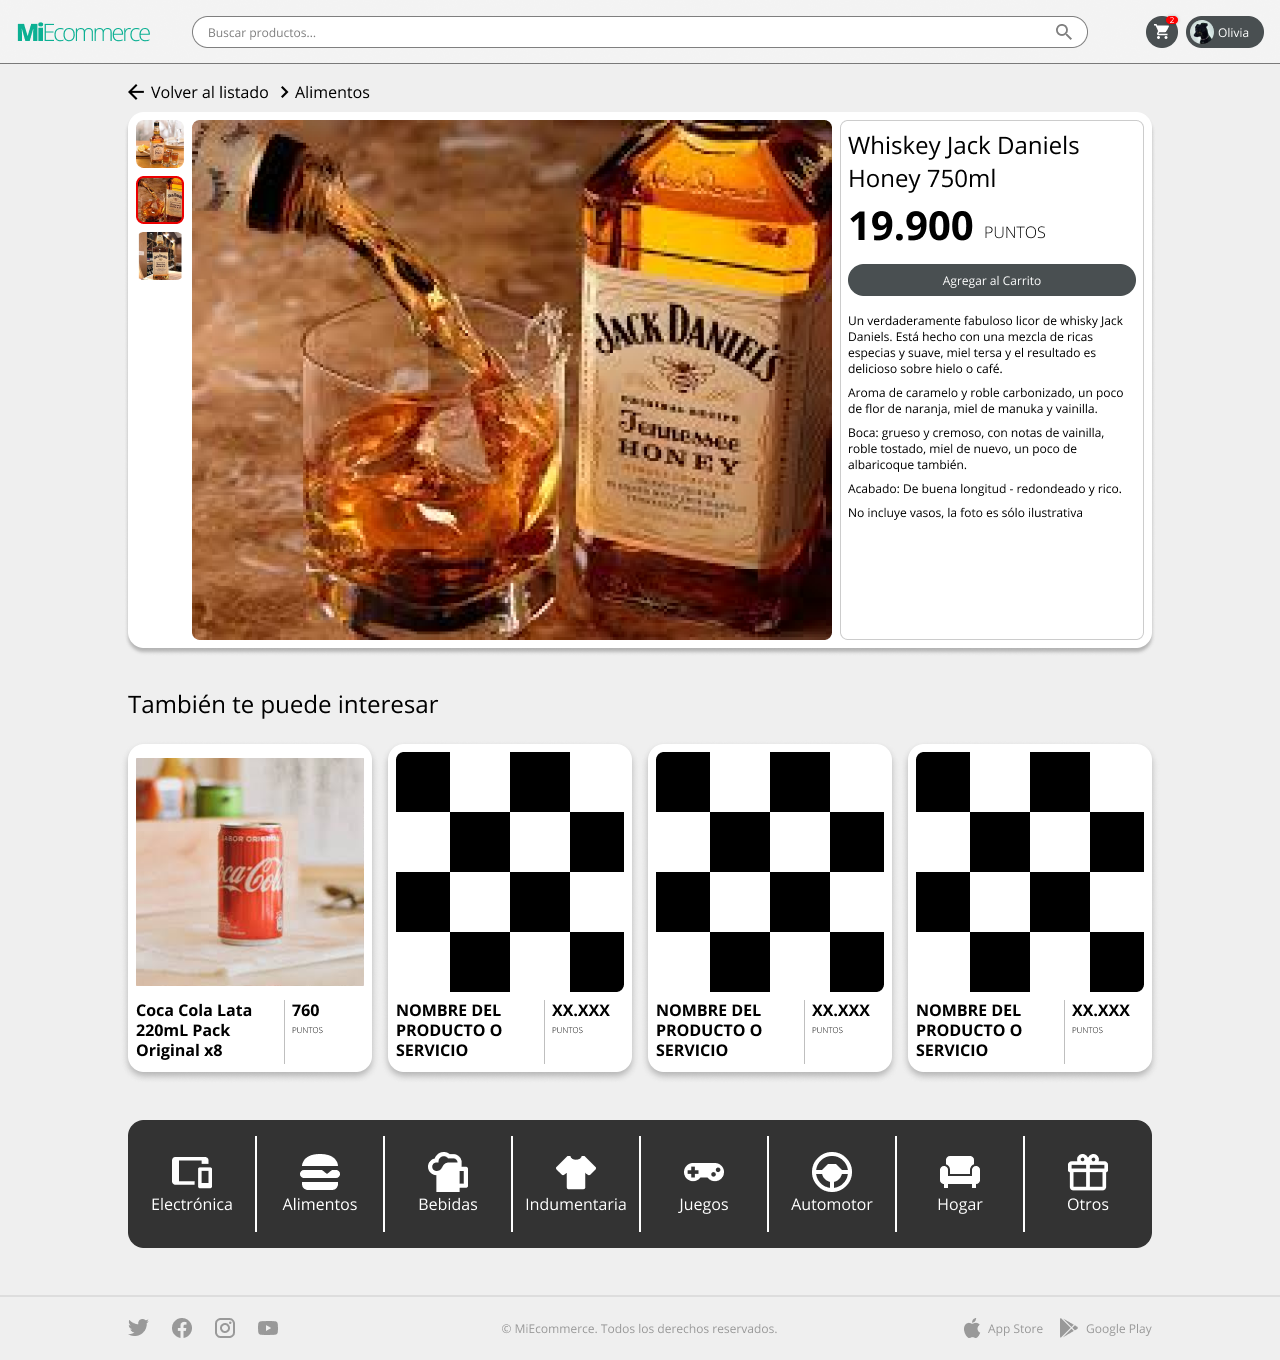 MiEcommerce
Buscar productos...
2
Olivia
Volver al listado
Alimentos
Whiskey Jack Daniels
Honey 750ml
19.900 PUNTOS
Agregar al Carrito
Un verdaderamente fabuloso licor de whisky Jack
Daniels. Está hecho con una mezcla de ricas
especias y suave, miel tersa y el resultado es
delicioso sobre hielo o café.
Aroma de caramelo y roble carbonizado, un poco
de flor de naranja, miel de manuka y vainilla.
Boca: grueso y cremoso, con notas de vainilla,
roble tostado, miel de nuevo, un poco de
albaricoque también.
Acabado: De buena longitud - redondeado y rico.
No incluye vasos, la foto es sólo ilustrativa
JACK DANIEL'S
Tennessee
HONEY
También te puede interesar
SABOR ORIGINAL
Coca-Cola
Coca Cola Lata
220mL Pack
Original x8
760
PUNTOS
NOMBRE DEL
PRODUCTO O
SERVICIO
XX.XXX
PUNTOS
NOMBRE DEL
PRODUCTO O
SERVICIO
XX.XXX
PUNTOS
NOMBRE DEL
PRODUCTO O
SERVICIO
XX.XXX
PUNTOS
Electrónica
Alimentos
Bebidas
Indumentaria
Juegos
Automotor
Hogar
Otros
© MiEcommerce. Todos los derechos reservados.
App Store
Google Play